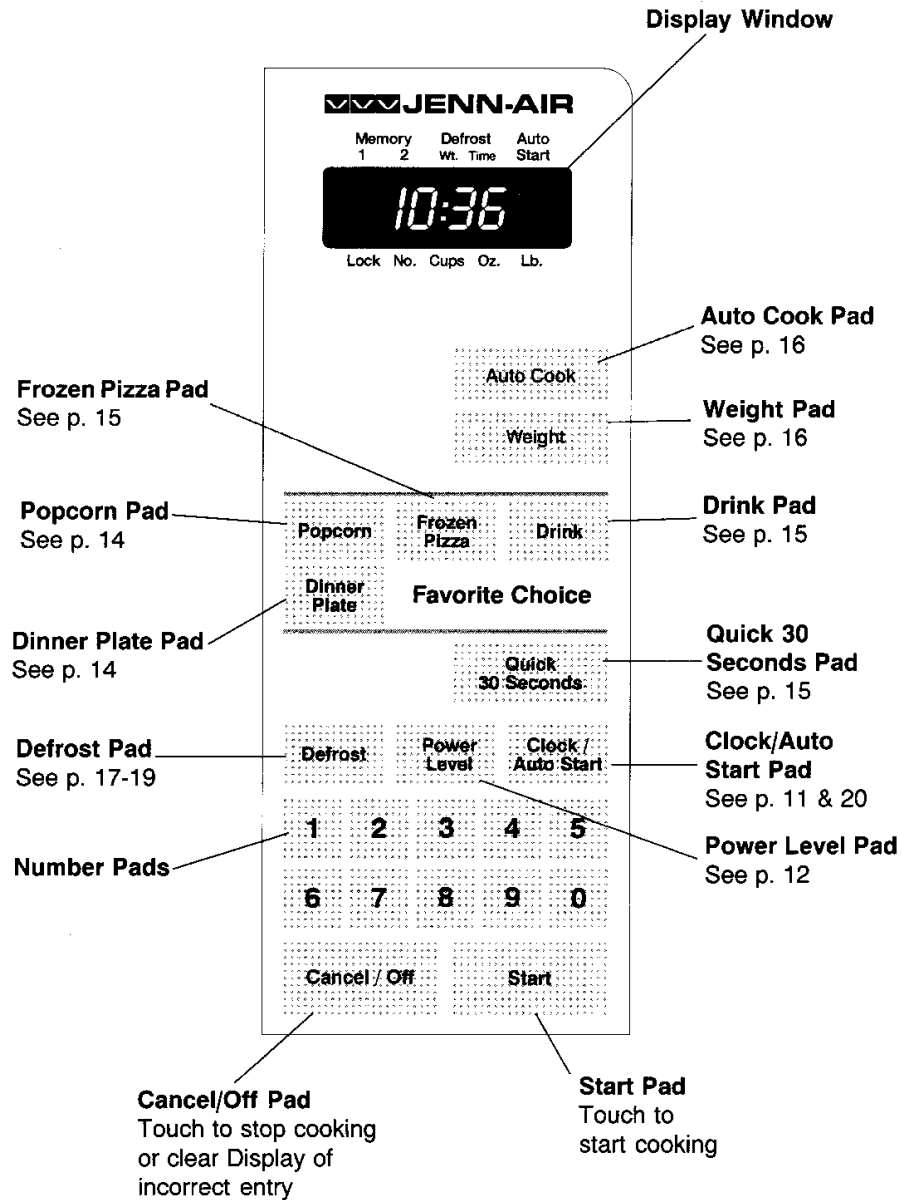 Display Window
JENN-AIR
Memory Defrost Auto
1 2 Wt. Time Start
10:36
Lock No. Cups Oz. Lb.
Auto Cook Pad
See p. 16
Auto Cook
Frozen Pizza Pad
See p. 15
Weight Pad
See p. 16
Weight
Popcorn Pad
See p. 14
Popcorn
Frozen
Pizza
Drink
Drink Pad
See p. 15
Dinner
Plate
Favorite Choice
Dinner Plate Pad
See p. 14
Quick
30 Seconds
Quick 30
Seconds Pad
See p. 15
Defrost Pad
See p. 17-19
Defrost
Power
Level
Clock /
Auto Start
Clock/Auto
Start Pad
See p. 11 & 20
1 2 3 4 5
Number Pads
Power Level Pad
See p. 12
6 7 8 9 0
Cancel / Off
Start
Cancel/Off Pad
Touch to stop cooking
or clear Display of
incorrect entry
Start Pad
Touch to
start cooking